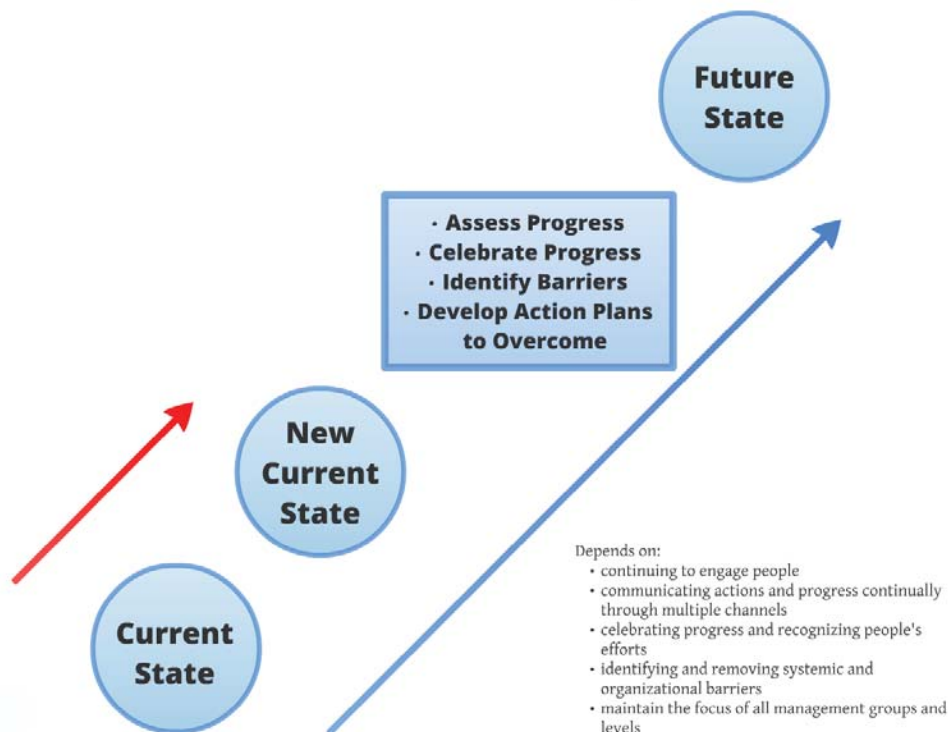 Future
State
· Assess Progress
· Celebrate Progress
· Identify Barriers
· Develop Action Plans
to Overcome
New
Current
State
Current
State
Depends on:
• continuing to engage people
• communicating actions and progress continually
through multiple channels
• celebrating progress and recognizing people's
efforts
• identifying and removing systemic and
organizational barriers
• maintain the focus of all management groups and
levels